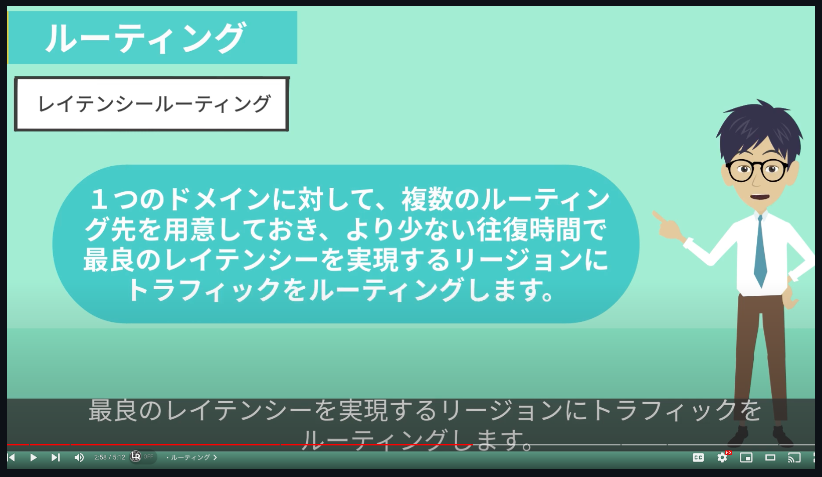 ルーティング
レイテンシールーティング
１つのドメインに対して、複数のルーティン
グ先を用意しておき、より少ない往復時間で
最良のレイテンシーを実現するリージョンに
トラフィックをルーティングします。
最良のレイテンシーを実現するリージョンにトラフィックを
ルーティングします。
2:58 / 5:12 ・ルーティング